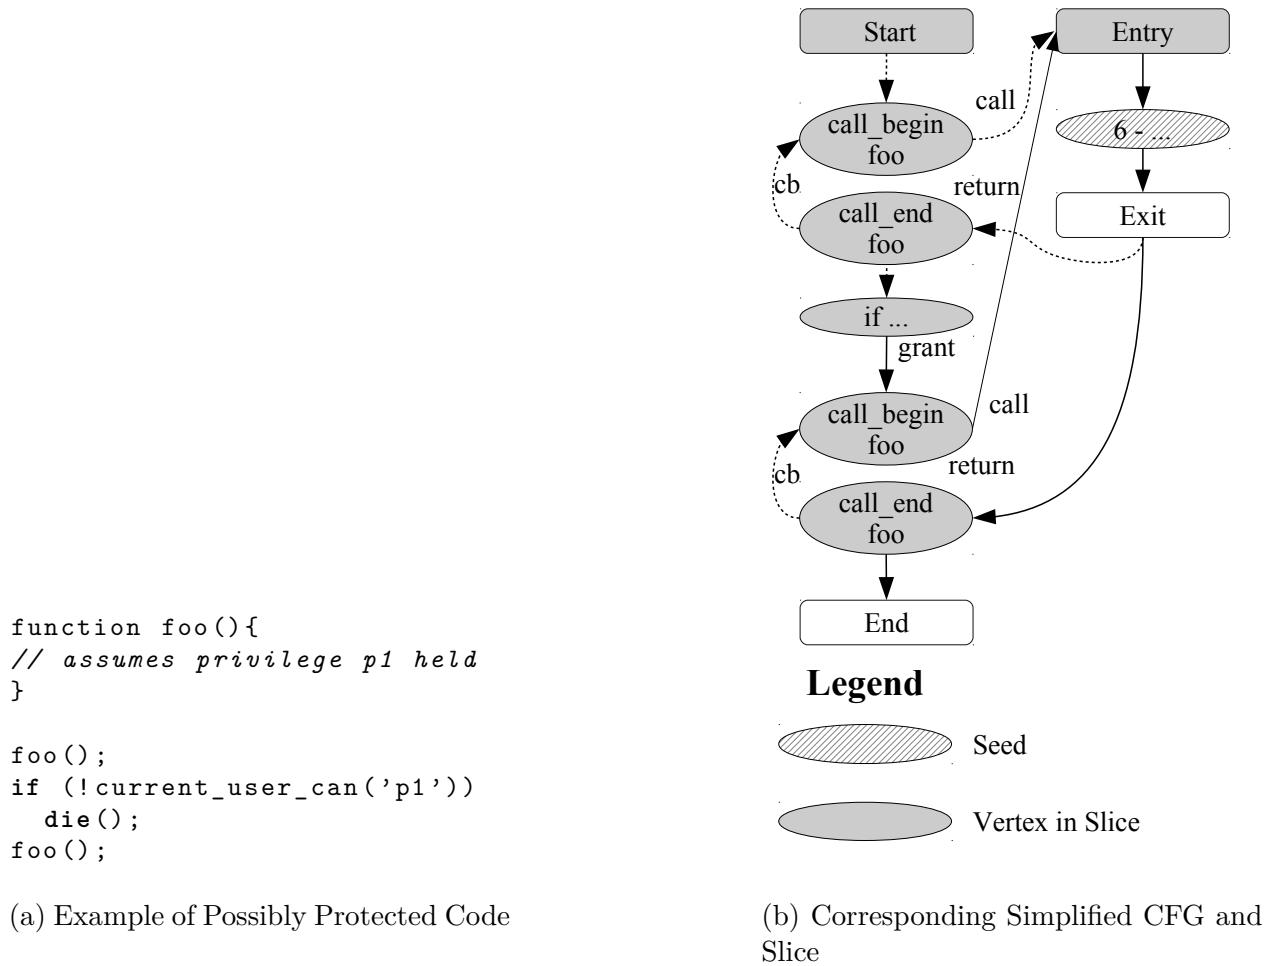 function foo(){
// assumes privilege p1 held
}
foo();
if (!current_user_can('p1'))
die();
foo();
(a) Example of Possibly Protected Code
Start
Entry
call
call_begin
foo
6 - ...
cb
return
call_end
foo
Exit
if ...
grant
call_begin
foo
call
return
cb
call_end
foo
End
Legend
Seed
Vertex in Slice
(b) Corresponding Simplified CFG and
Slice